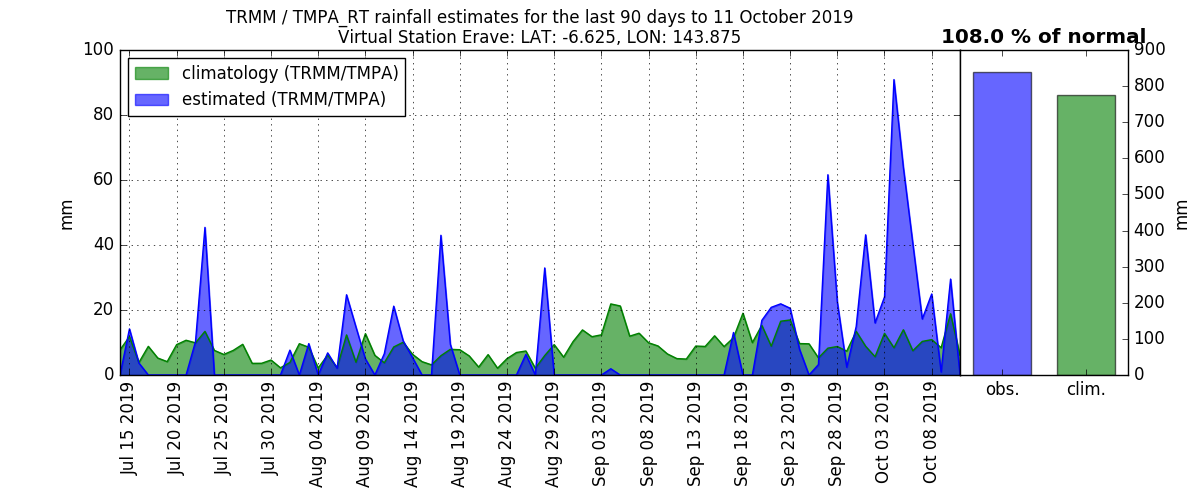 TRMM / TMPA_RT rainfall estimates for the last 90 days to 11 October 2019
Virtual Station Erave: LAT: -6.625, LON: 143.875
108.0 % of normal
climatology (TRMM/TMPA)
estimated (TRMM/TMPA)
100
80
60
40
20
0
mm
900
800
700
600
500
400
300
200
100
0
mm
Jul 15 2019
Jul 20 2019
Jul 25 2019
Jul 30 2019
Aug 04 2019
Aug 09 2019
Aug 14 2019
Aug 19 2019
Aug 24 2019
Aug 29 2019
Sep 03 2019
Sep 08 2019
Sep 13 2019
Sep 18 2019
Sep 23 2019
Sep 28 2019
Oct 03 2019
Oct 08 2019
obs.
clim.